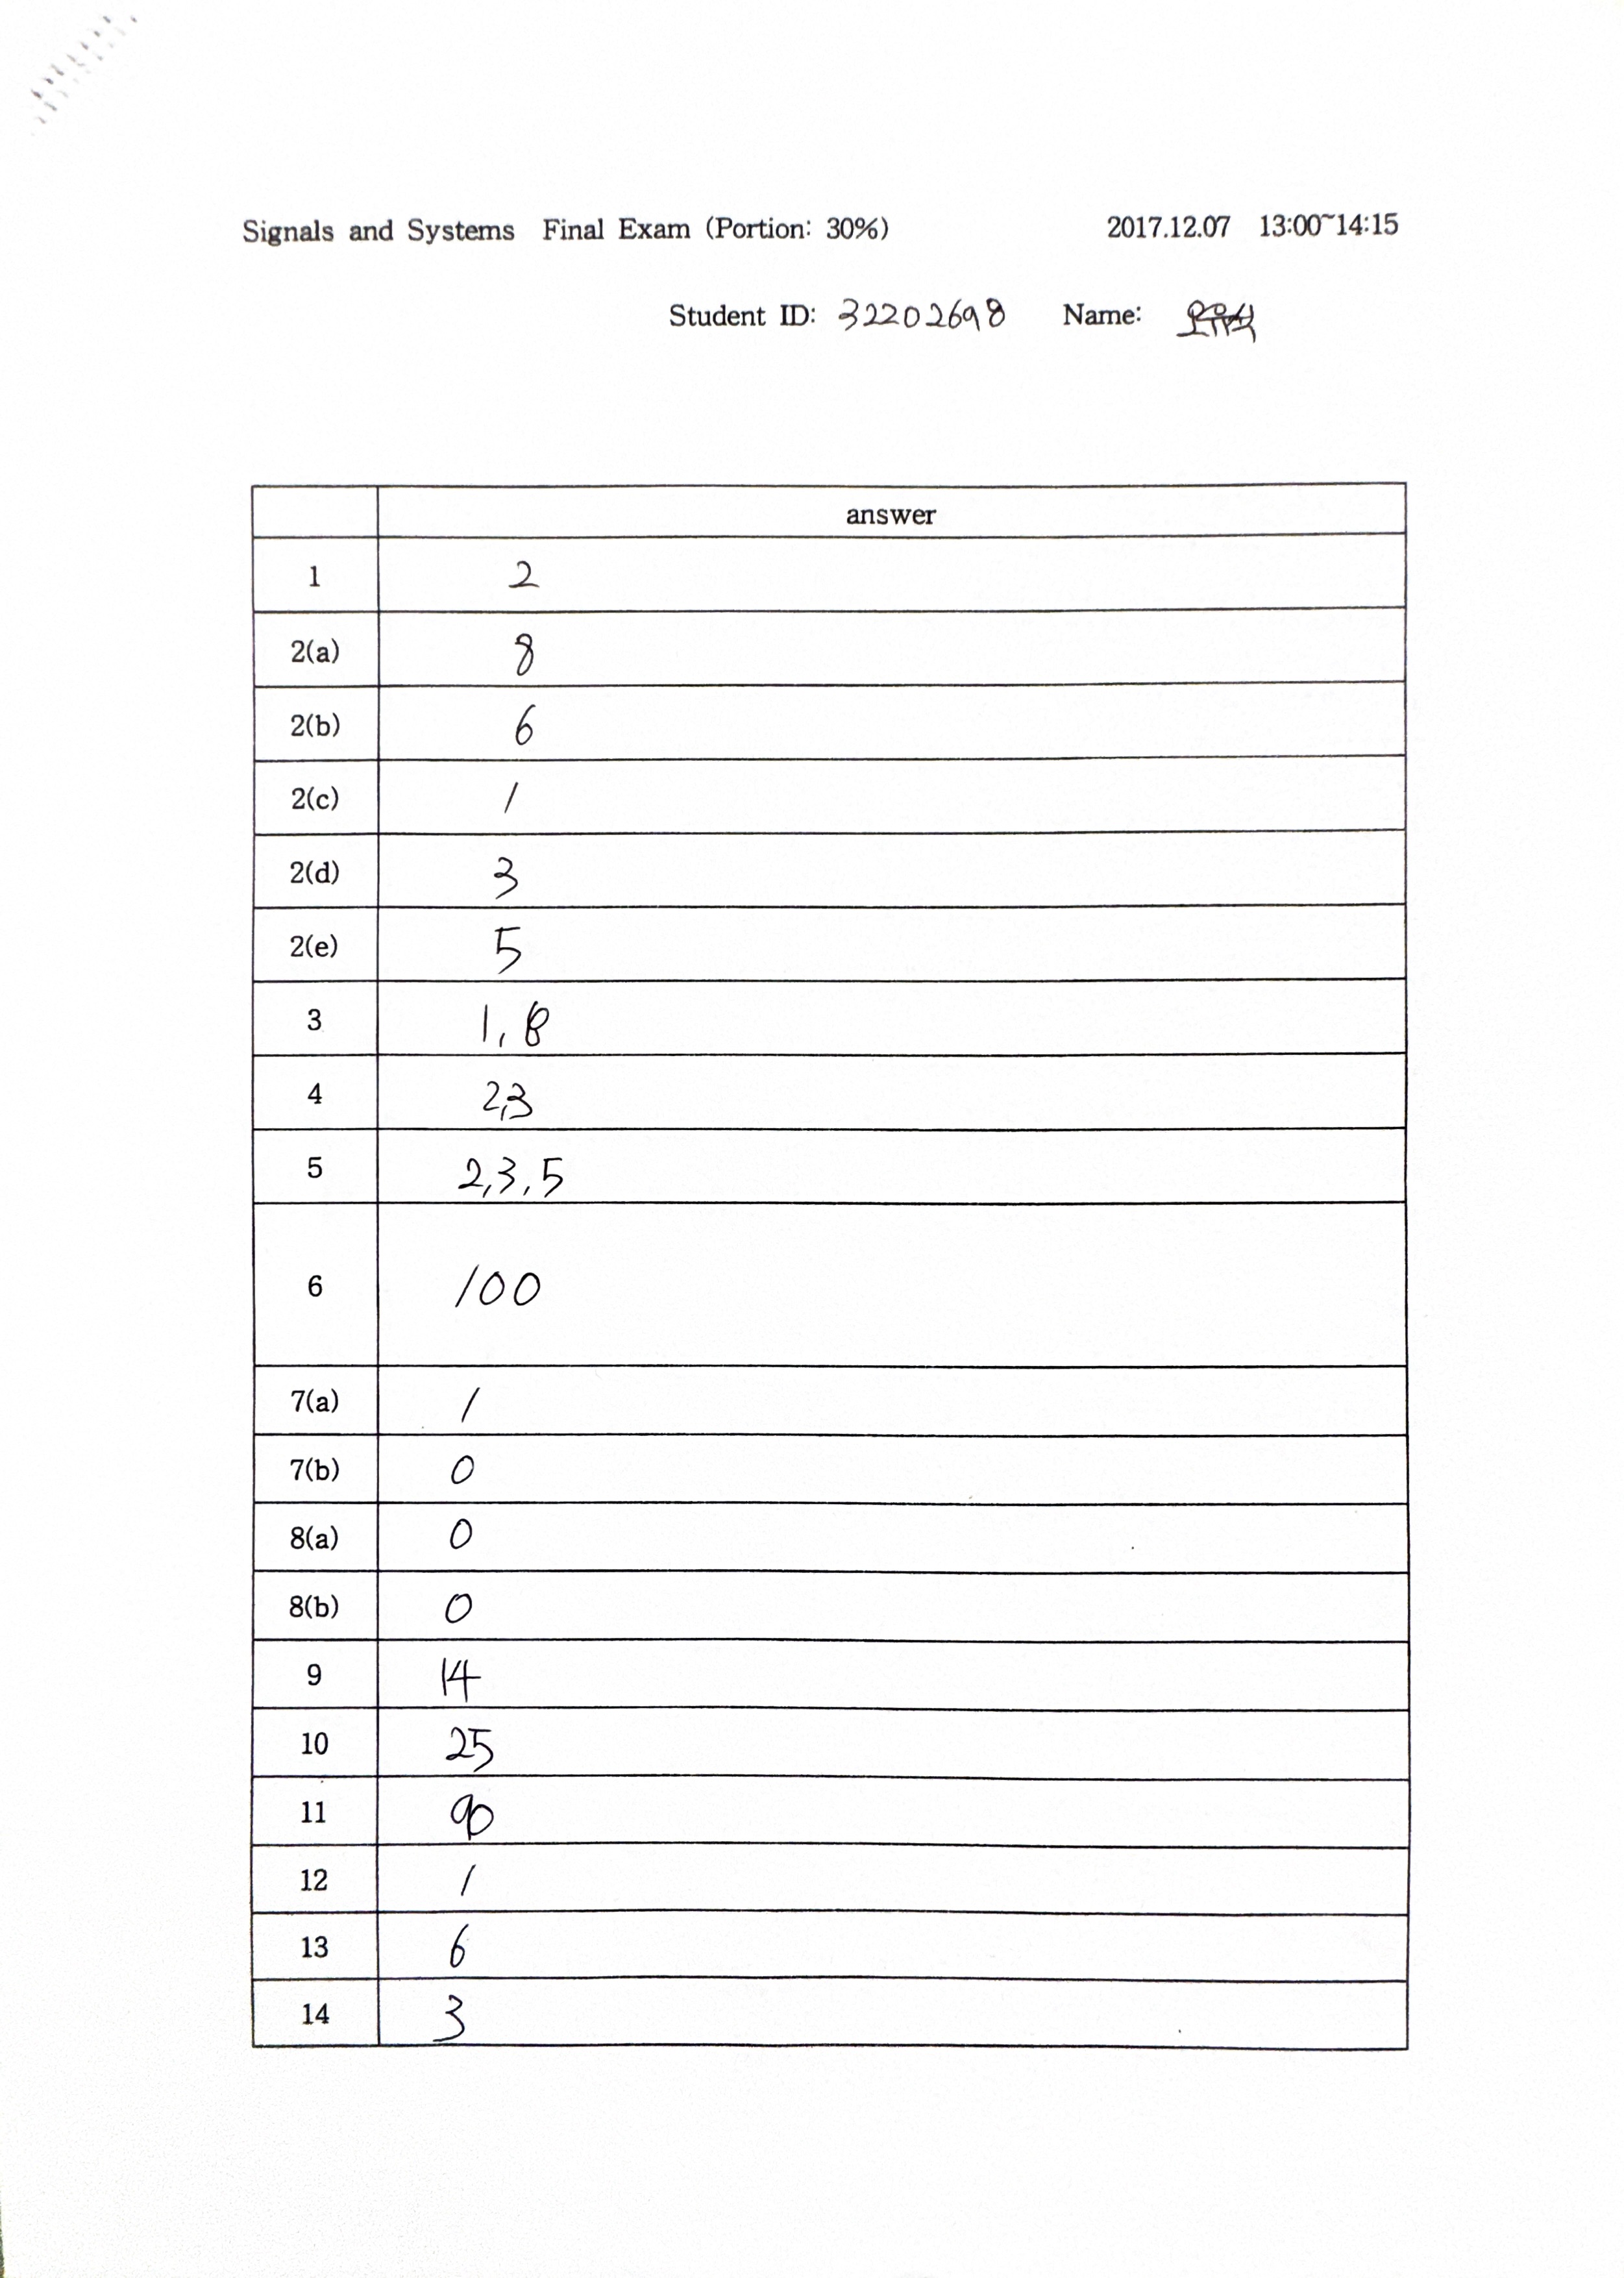 Signals and Systems Final Exam (Portion: 30%) 2017.12.07 13:00~14:15
Student ID: 32202698 Name:
answer
1 2
2(a) 8
2(b) 6
2(c) 1
2(d) 3
2(e) 5
3 1, 8
4 2,3
5 2,3,5
6 100
7(a) 1
7(b) 0
8(a) 0
8(b) 0
9 14
10 25
11 90
12 1
13 6
14 3